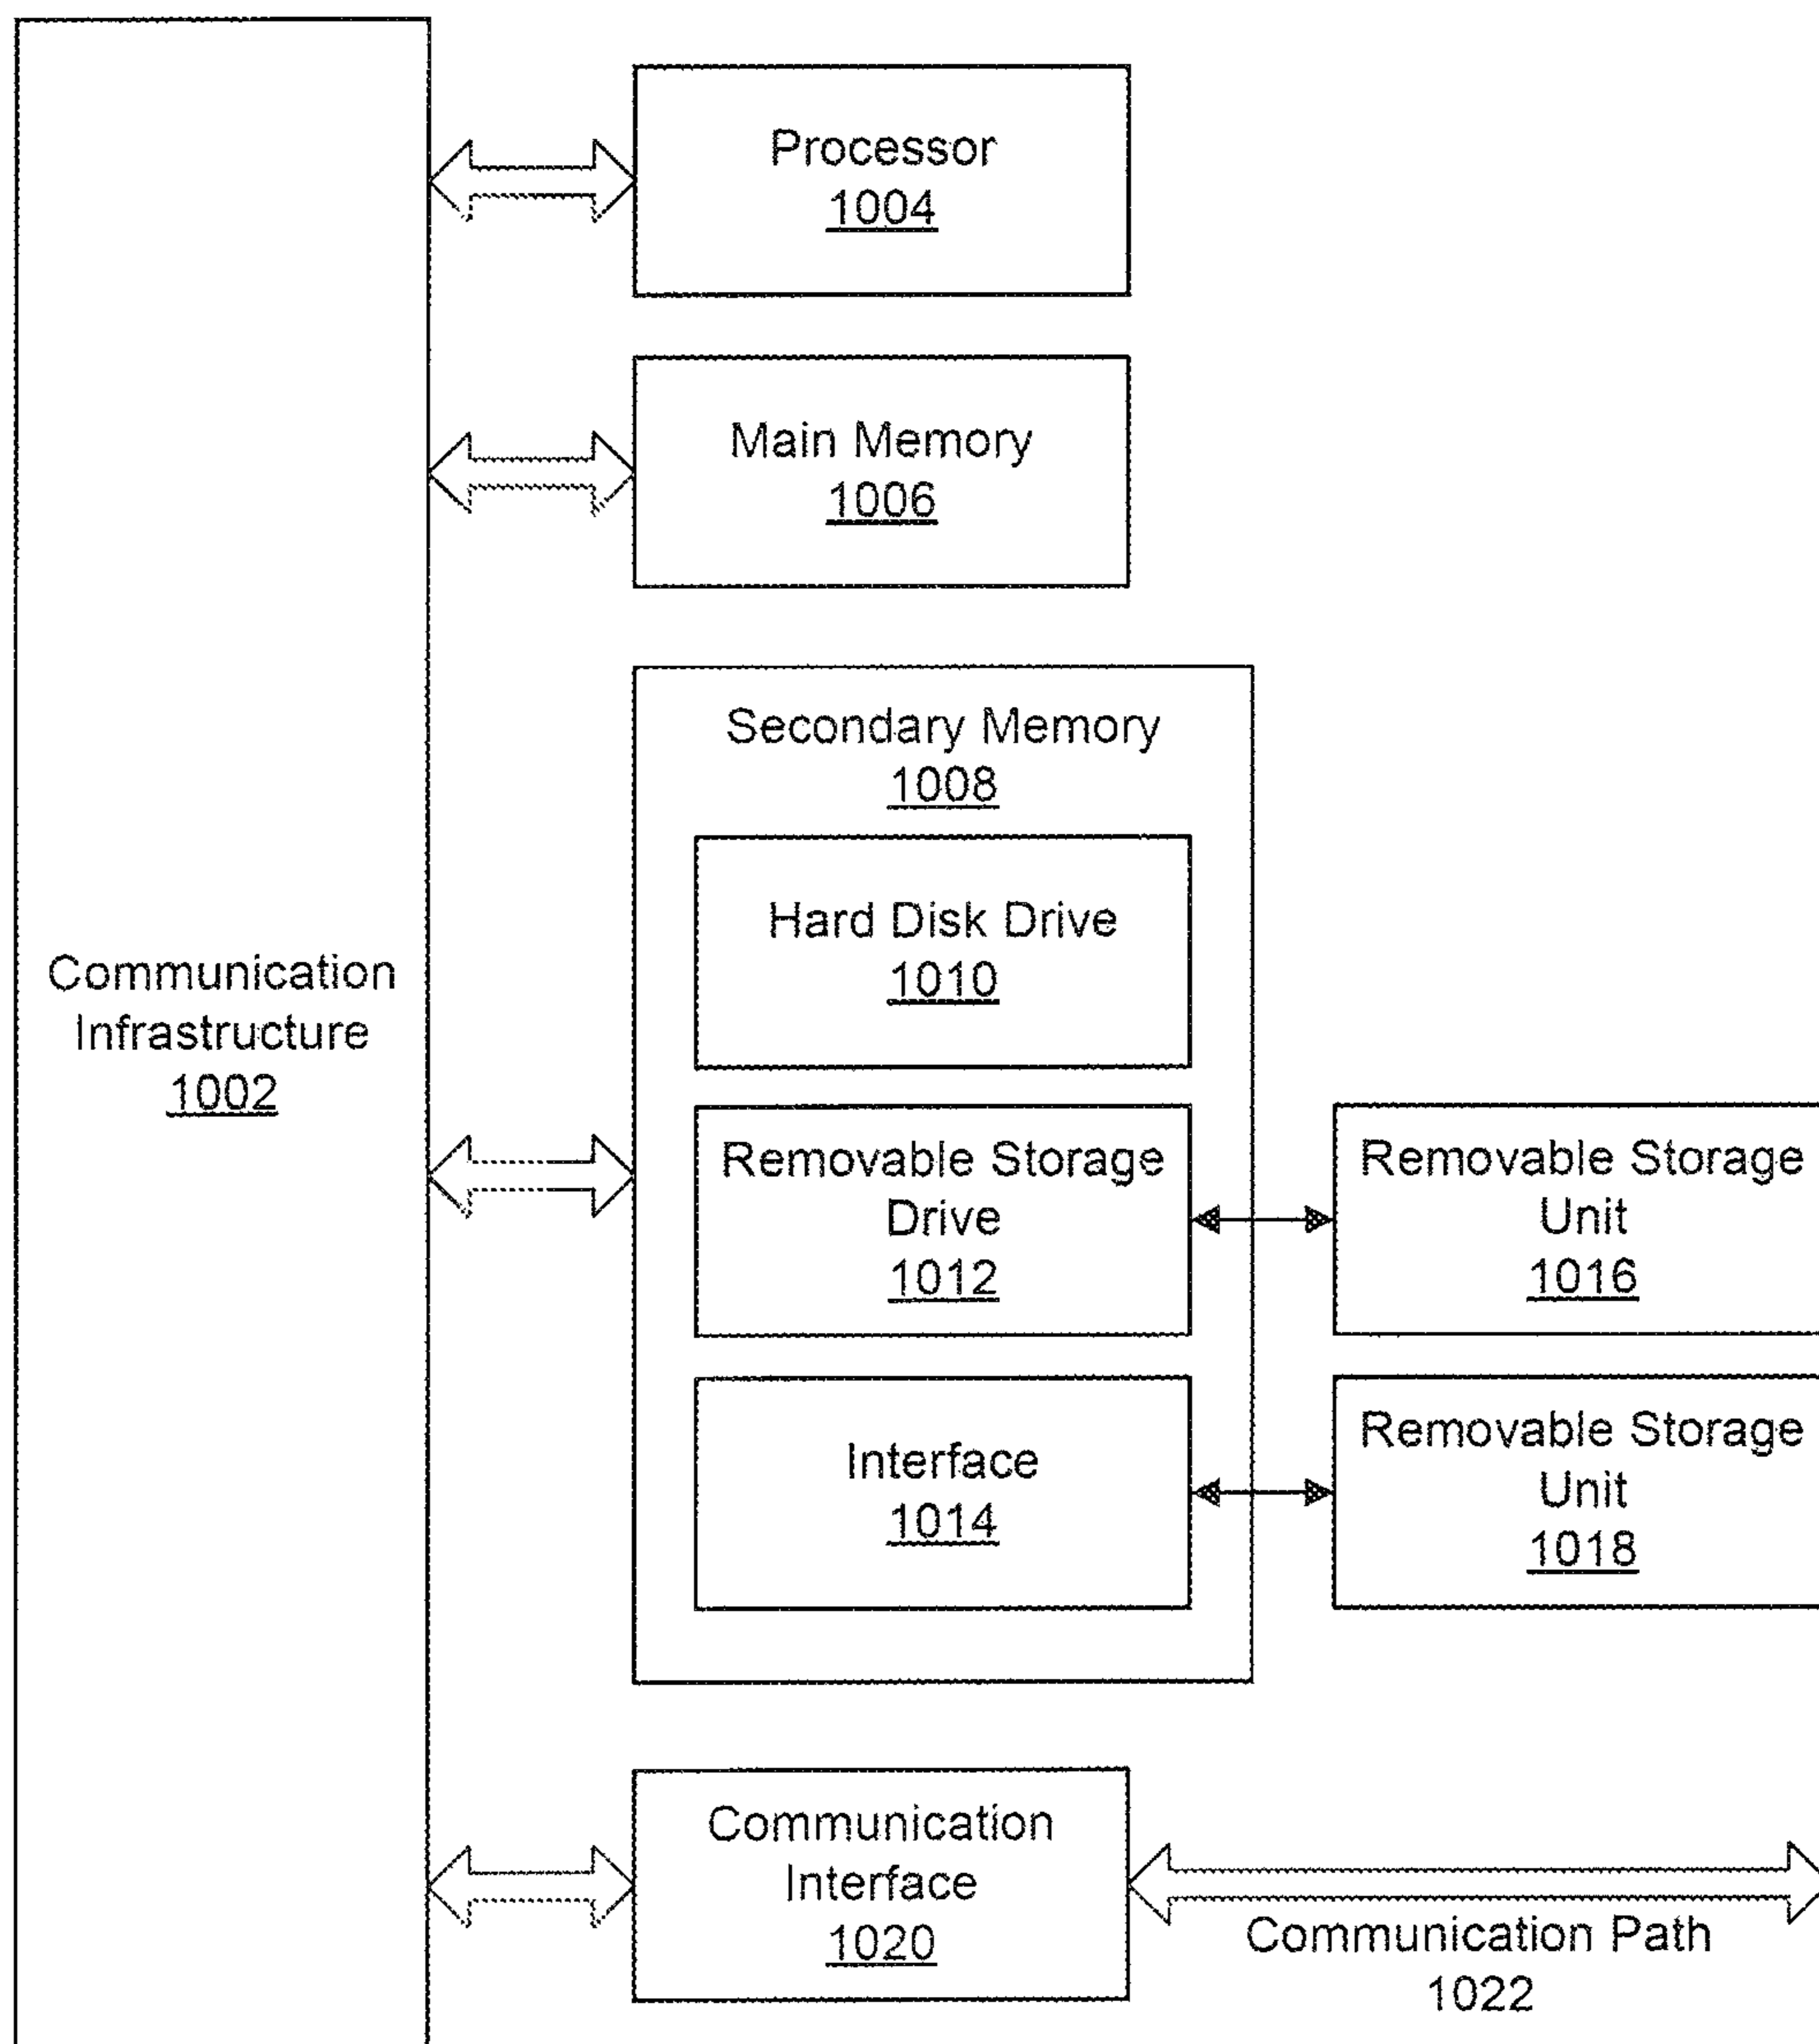 Processor
1004
Main Memory
1006
Secondary Memory
1008
Hard Disk Drive
1010
Communication
Infrastructure
1002
Removable Storage
Drive
1012
Removable Storage
Unit
1016
Interface
1014
Removable Storage
Unit
1018
Communication
Interface
1020
Communication Path
1022